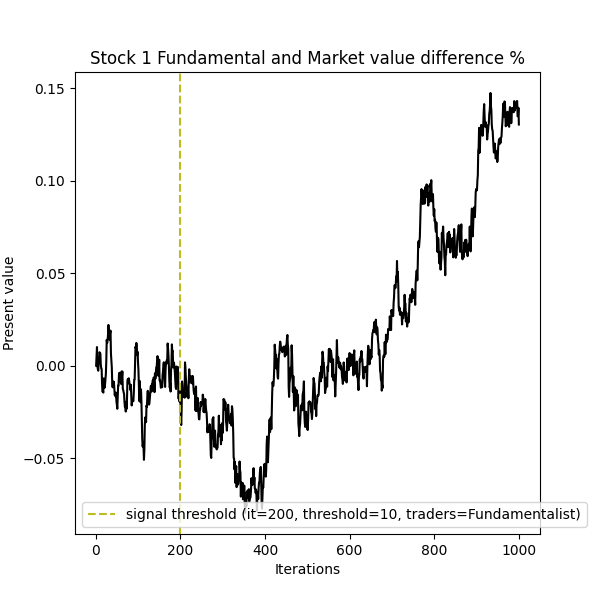 Stock 1 Fundamental and Market value difference %
0.15
0.10
0.05
0.00
−0.05
Present value
signal threshold (it=200, threshold=10, traders=Fundamentalist)
0 200 400 600 800 1000
Iterations